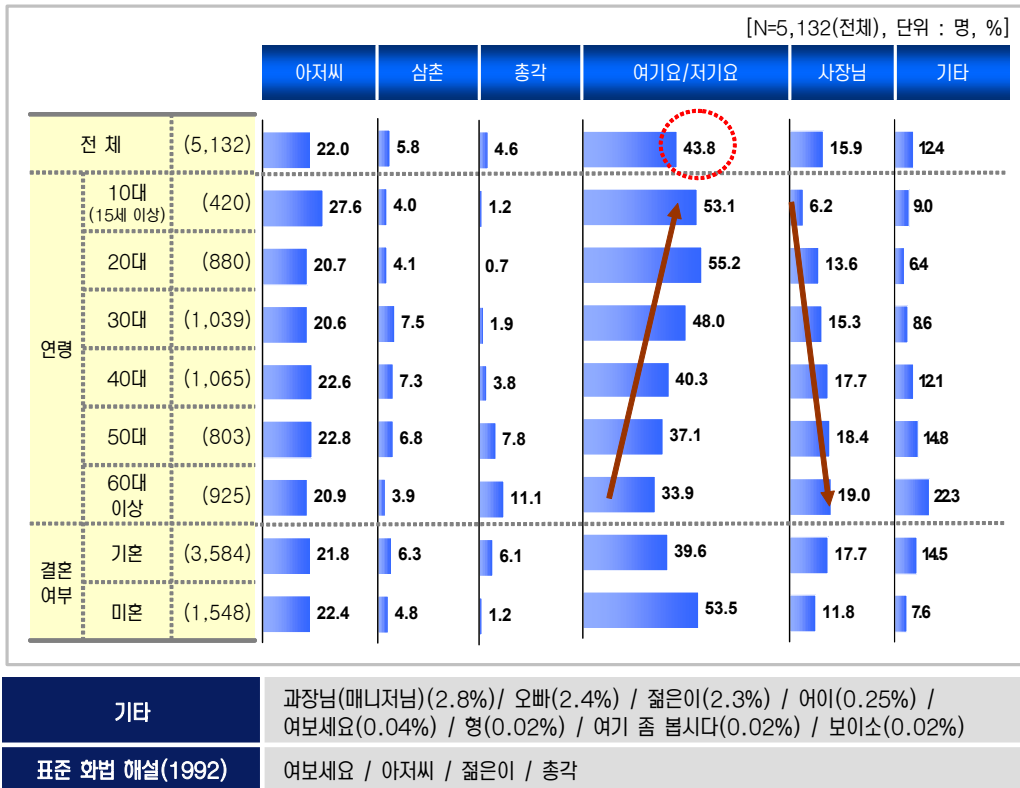 [N=5,132(전체), 단위 : 명, %]
아저씨 삼촌 총각 여기요/저기요 사장님 기타
전 체 (5,132) 22.0 5.8 4.6 43.8 15.9 12.4
연령
10대 (15세 이상) (420) 27.6 4.0 1.2 53.1 6.2 9.0
20대 (880) 20.7 4.1 0.7 55.2 13.6 6.4
30대 (1,039) 20.6 7.5 1.9 48.0 15.3 8.6
40대 (1,065) 22.6 7.3 3.8 40.3 17.7 12.1
50대 (803) 22.8 6.8 7.8 37.1 18.4 14.8
60대 이상 (925) 20.9 3.9 11.1 33.9 19.0 22.3
결혼 여부
기혼 (3,584) 21.8 6.3 6.1 39.6 17.7 14.5
미혼 (1,548) 22.4 4.8 1.2 53.5 11.8 7.6
기타
과장님(매니저님)(2.8%)/ 오빠(2.4%) / 젊은이(2.3%) / 어이(0.25%) /
여보세요(0.04%) / 형(0.02%) / 여기 좀 봅시다(0.02%) / 보이소(0.02%)
표준 화법 해설(1992) 여보세요 / 아저씨 / 젊은이 / 총각